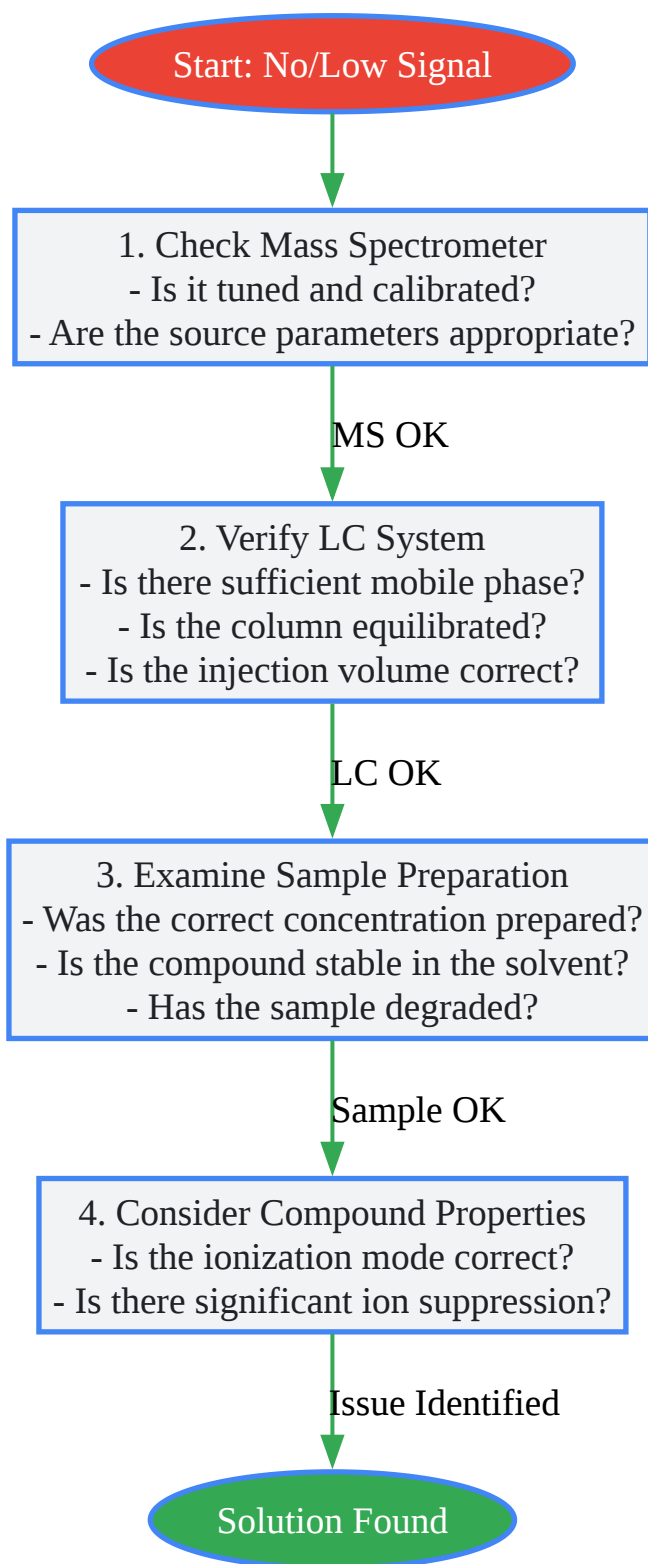 Start: No/Low Signal
1. Check Mass Spectrometer
- Is it tuned and calibrated?
- Are the source parameters appropriate?
MS OK
2. Verify LC System
- Is there sufficient mobile phase?
- Is the column equilibrated?
- Is the injection volume correct?
LC OK
3. Examine Sample Preparation
- Was the correct concentration prepared?
- Is the compound stable in the solvent?
- Has the sample degraded?
Sample OK
4. Consider Compound Properties
- Is the ionization mode correct?
- Is there significant ion suppression?
Issue Identified
Solution Found